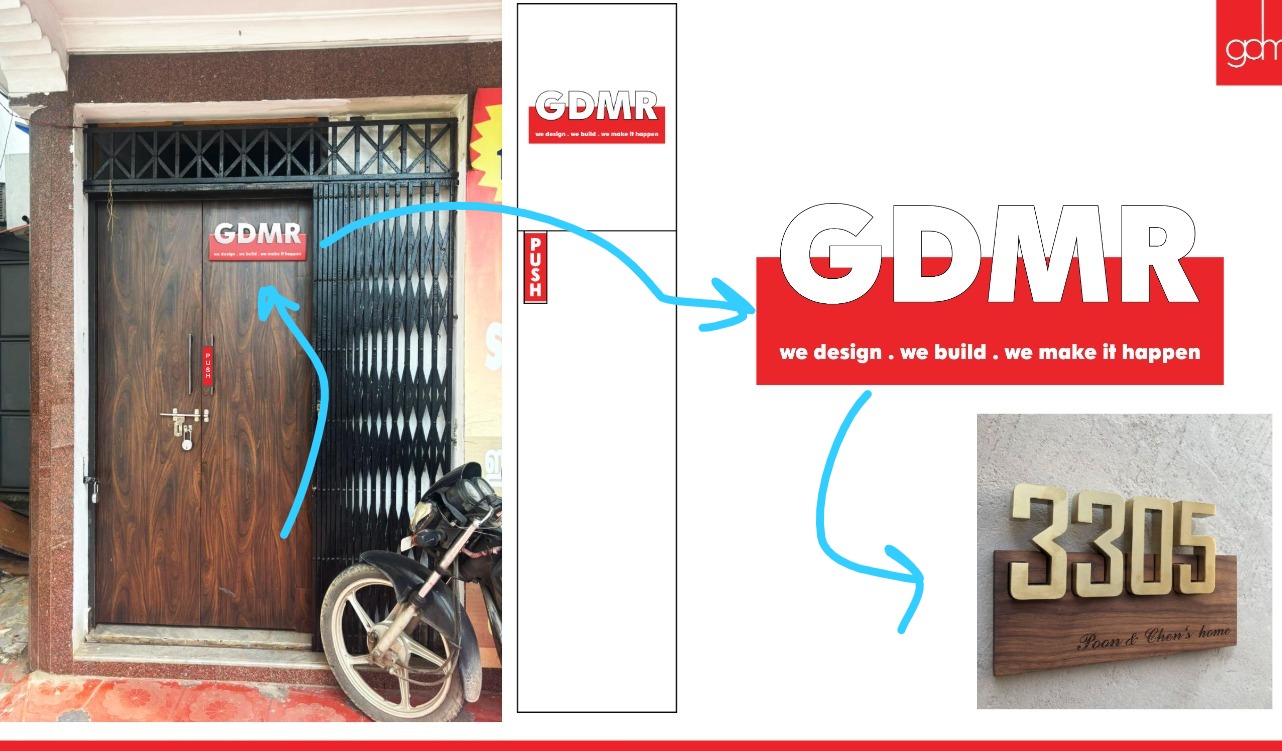 GDMR
we design . we build . we make it happen
PUSH
GDMR
we design . we build . we make it happen
PUSH
gdm
GDMR
we design . we build . we make it happen
3305
Poon & Chen's home